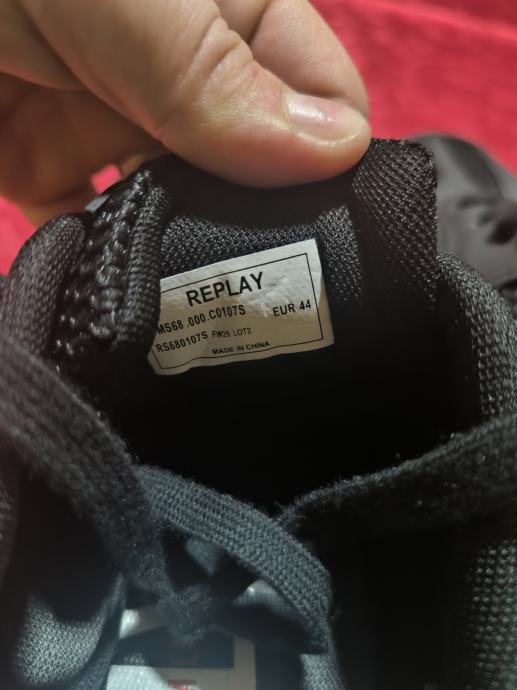 REPLAY
MS68 .000 .C0107S EUR 44
RS680107S FW25 LOT2
MADE IN CHINA